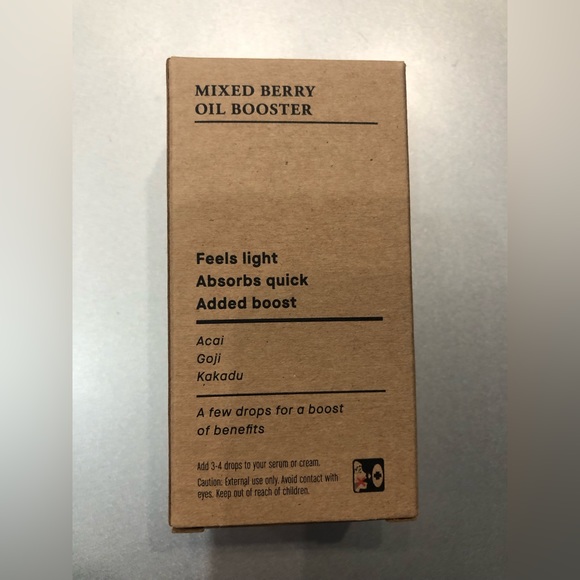 MIXED BERRY
OIL BOOSTER
Feels light
Absorbs quick
Added boost
Acai
Goji
Kakadu
A few drops for a boost
of benefits
Add 3-4 drops to your serum or cream.
Caution: External use only. Avoid contact with
eyes. Keep out of reach of children.